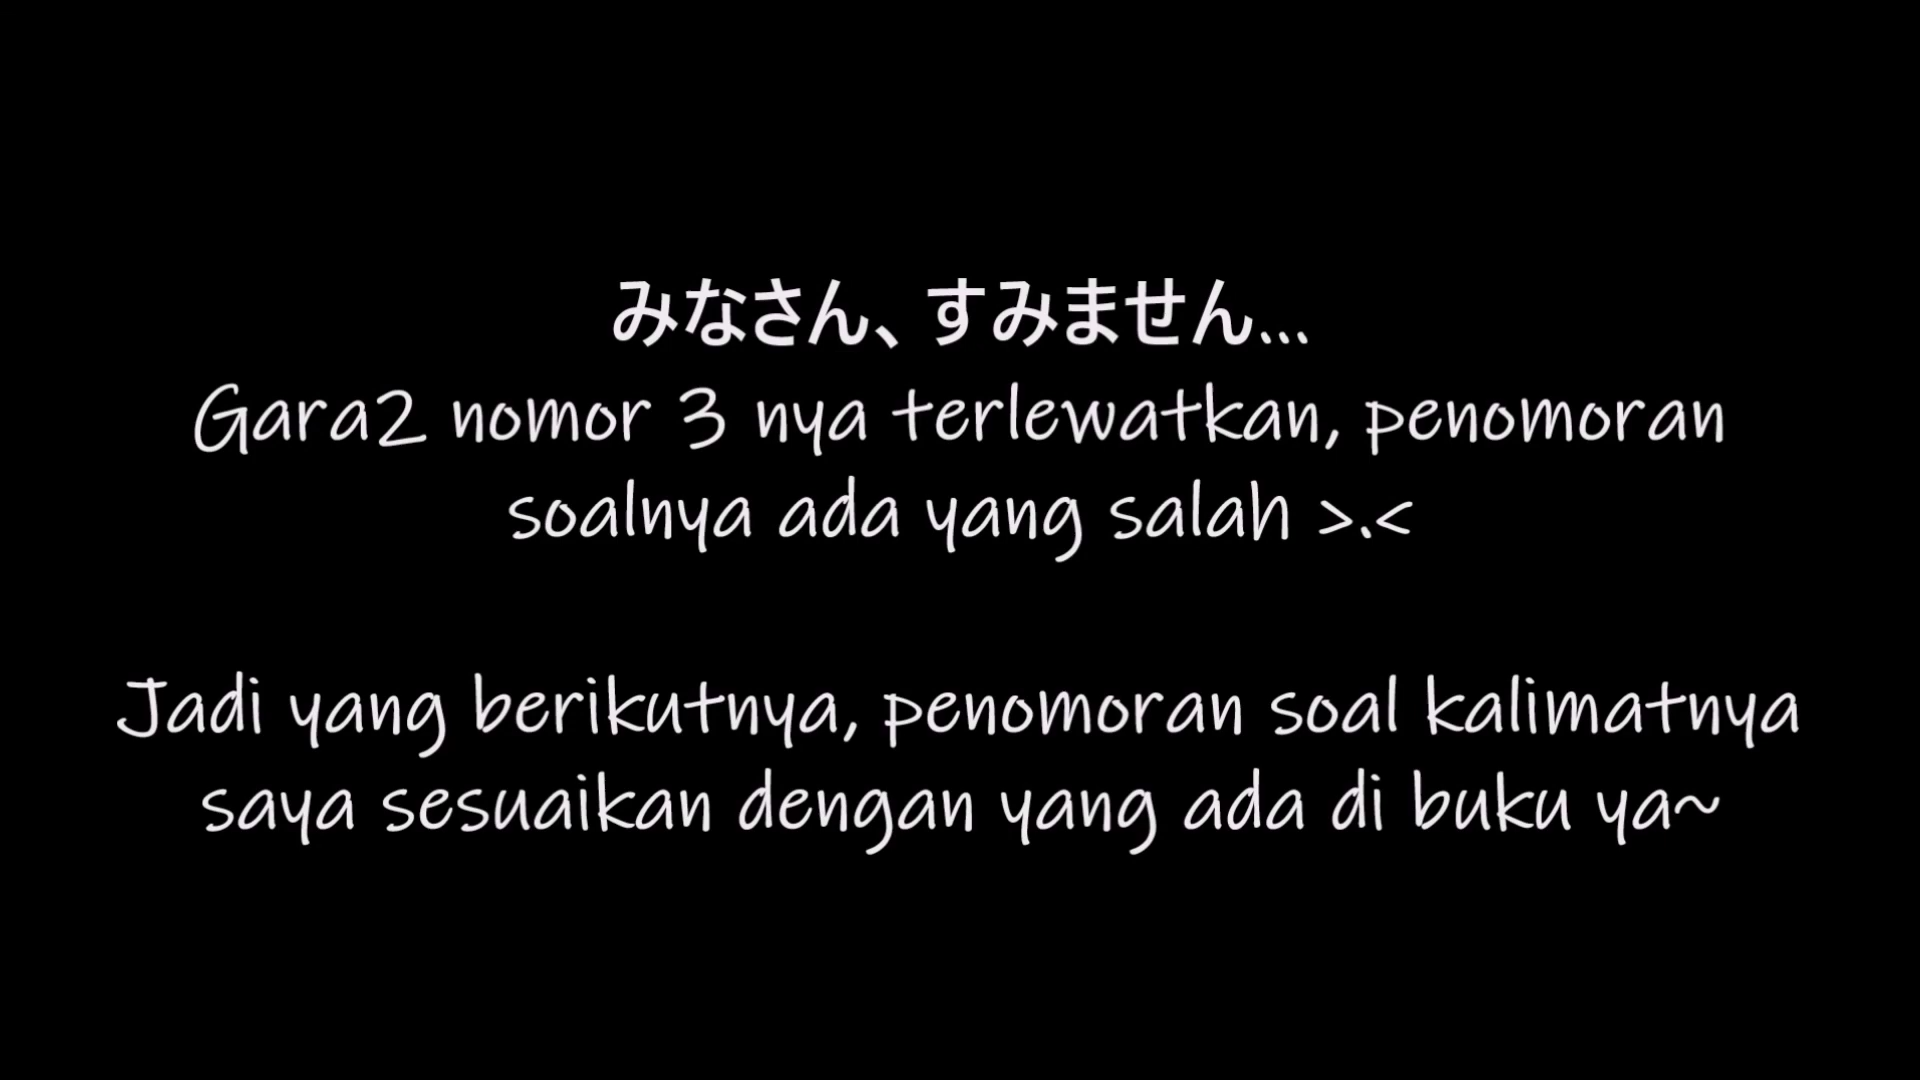 みなさん、すみません...
Gara2 nomor 3 nya terlewatkan, penomoran
soalnya ada yang salah >.<
Jadi yang berikutnya, penomoran soal kalimatnya
saya sesuaikan dengan yang ada di buku ya~